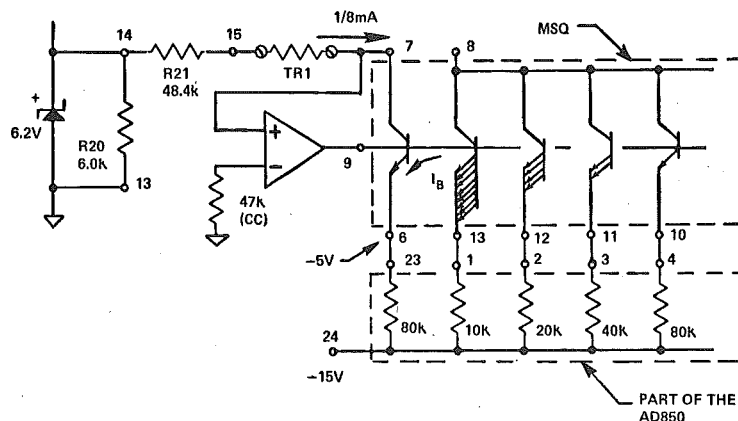 1/8mA
MSQ
14
15
7
8
R21
48.4k
TR1
+
6.2V
R20
6.0K
13
+
−
9
47K
(CC)
IB
−5V
6
13
12
11
10
23
1
2
3
4
80k
10k
20k
40k
80k
24
−15V
PART OF THE
AD850